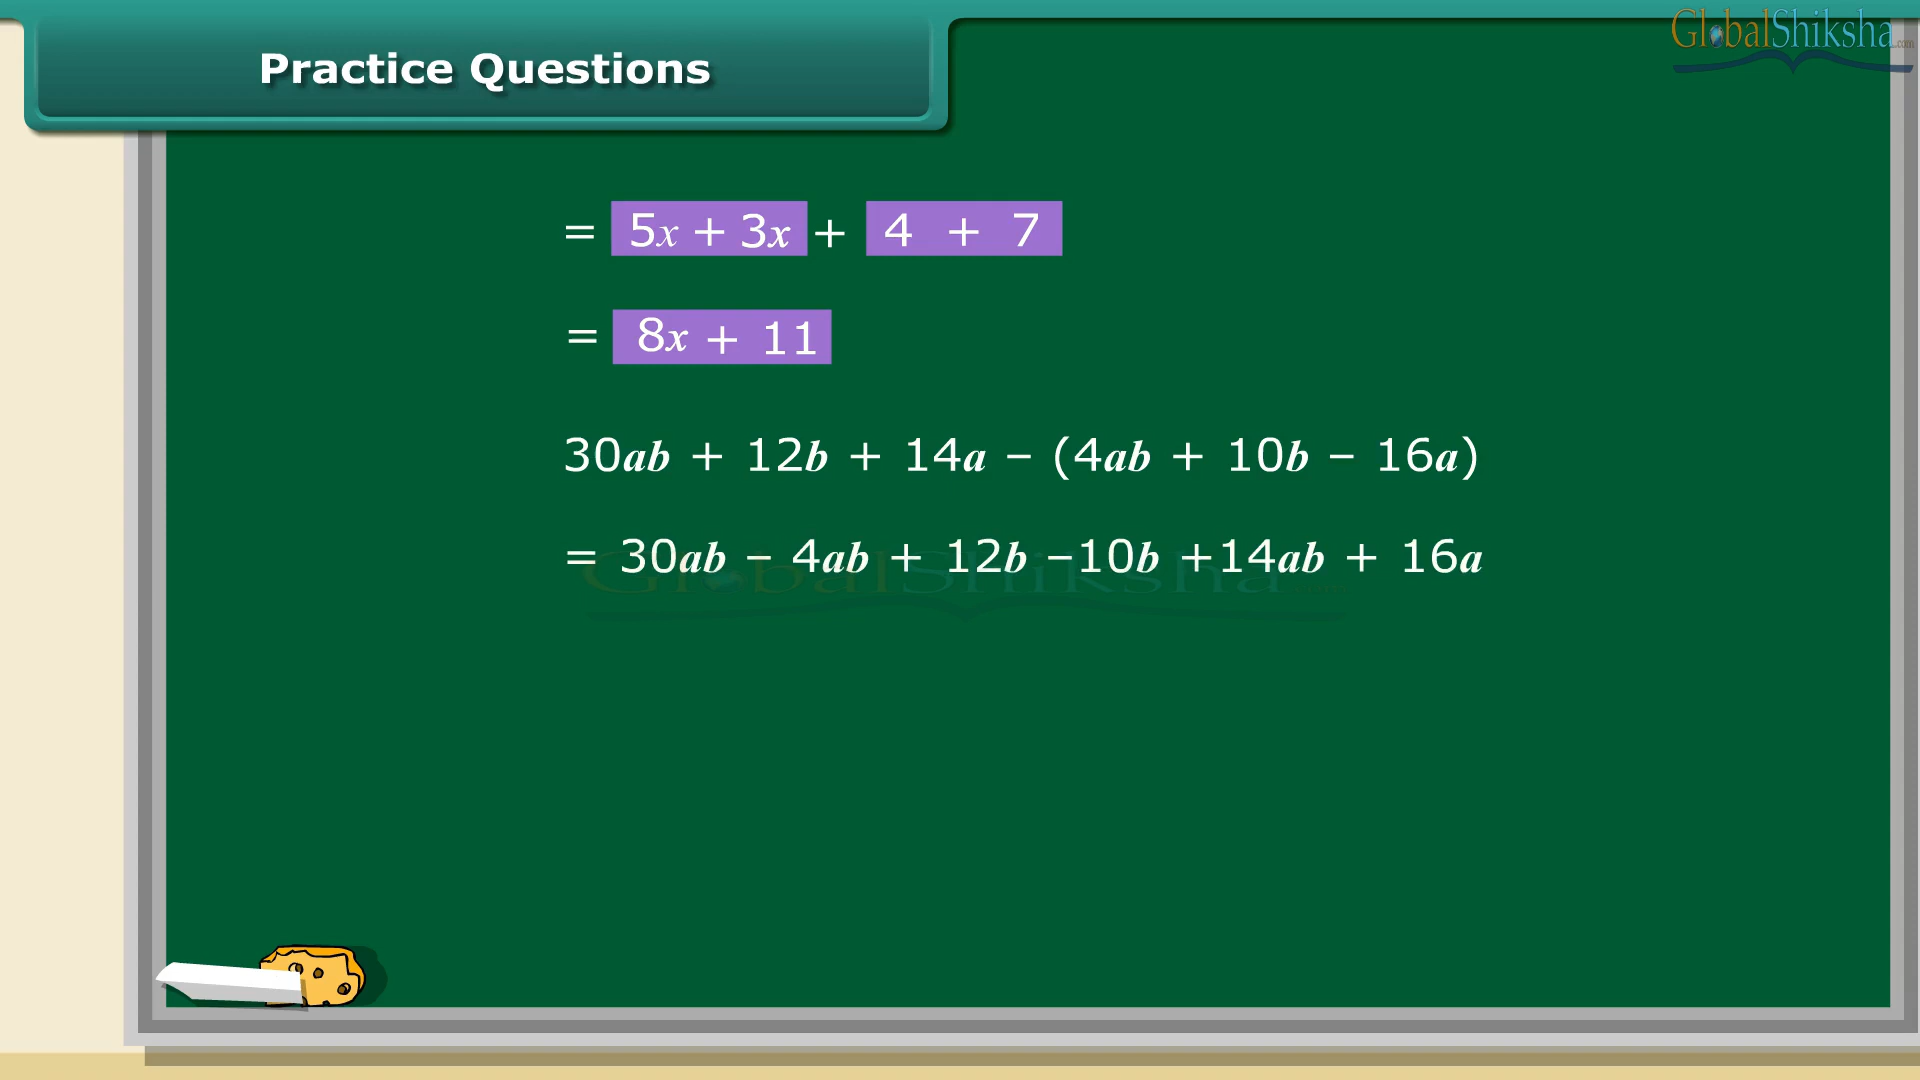 GlobalShiksha.com
Practice Questions
= 5x + 3x + 4 + 7
= 8x + 11
30ab + 12b + 14a – (4ab + 10b – 16a)
= 30ab – 4ab + 12b –10b +14ab + 16a
GlobalShiksha